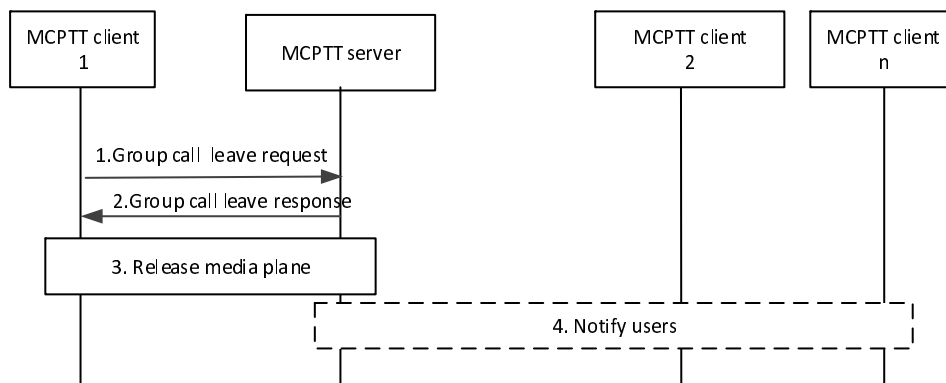 MCPTT client
1
MCPTT server
MCPTT client
2
MCPTT client
n
1.Group call leave request
2.Group call leave response
3. Release media plane
4. Notify users